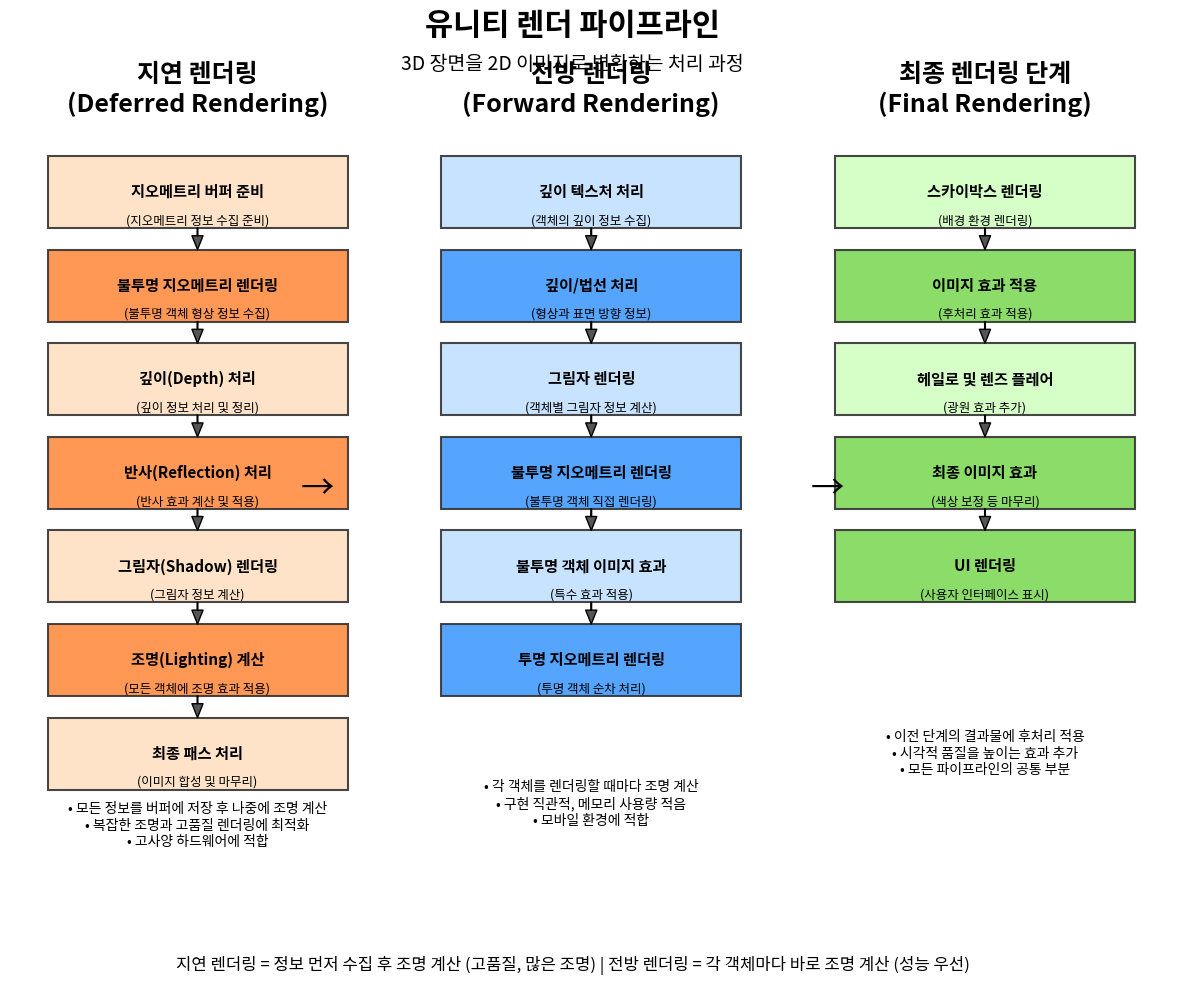 유니티 렌더 파이프라인
3D 장면을 2D 이미지로 변환하는 처리 과정
지연 렌더링
(Deferred Rendering)
지오메트리 버퍼 준비
(지오메트리 정보 수집 준비)
불투명 지오메트리 렌더링
(불투명 객체 형상 정보 수집)
깊이(Depth) 처리
(깊이 정보 처리 및 정리)
반사(Reflection) 처리
(반사 효과 계산 및 적용)
→
그림자(Shadow) 렌더링
(그림자 정보 계산)
조명(Lighting) 계산
(모든 객체에 조명 효과 적용)
최종 패스 처리
(이미지 합성 및 마무리)
• 모든 정보를 버퍼에 저장 후 나중에 조명 계산
• 복잡한 조명과 고품질 렌더링에 최적화
• 고사양 하드웨어에 적합
전방 렌더링
(Forward Rendering)
깊이 텍스처 처리
(객체의 깊이 정보 수집)
깊이/법선 처리
(형상과 표면 방향 정보)
그림자 렌더링
(객체별 그림자 정보 계산)
불투명 지오메트리 렌더링
(불투명 객체 직접 렌더링)
→
불투명 객체 이미지 효과
(특수 효과 적용)
투명 지오메트리 렌더링
(투명 객체 순차 처리)
• 각 객체를 렌더링할 때마다 조명 계산
• 구현 직관적, 메모리 사용량 적음
• 모바일 환경에 적합
최종 렌더링 단계
(Final Rendering)
스카이박스 렌더링
(배경 환경 렌더링)
이미지 효과 적용
(후처리 효과 적용)
헤일로 및 렌즈 플레어
(광원 효과 추가)
최종 이미지 효과
(색상 보정 등 마무리)
UI 렌더링
(사용자 인터페이스 표시)
• 이전 단계의 결과물에 후처리 적용
• 시각적 품질을 높이는 효과 추가
• 모든 파이프라인의 공통 부분
지연 렌더링 = 정보 먼저 수집 후 조명 계산 (고품질, 많은 조명) | 전방 렌더링 = 각 객체마다 바로 조명 계산 (성능 우선)